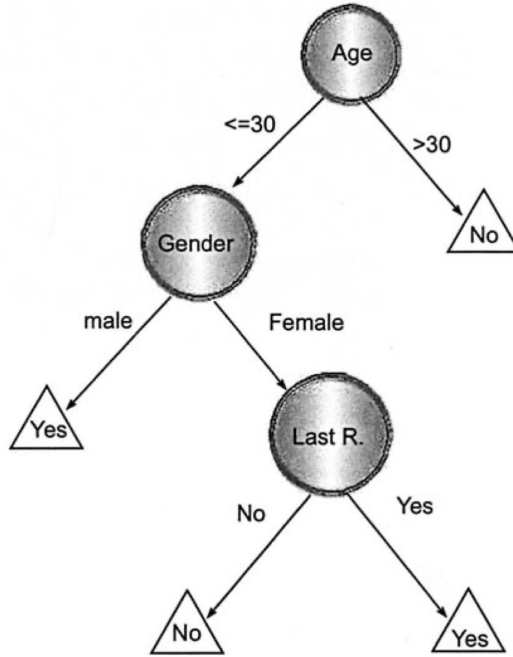 Age
<=30
>30
Gender
No
male
Female
Yes
Last R.
No
Yes
No
Yes